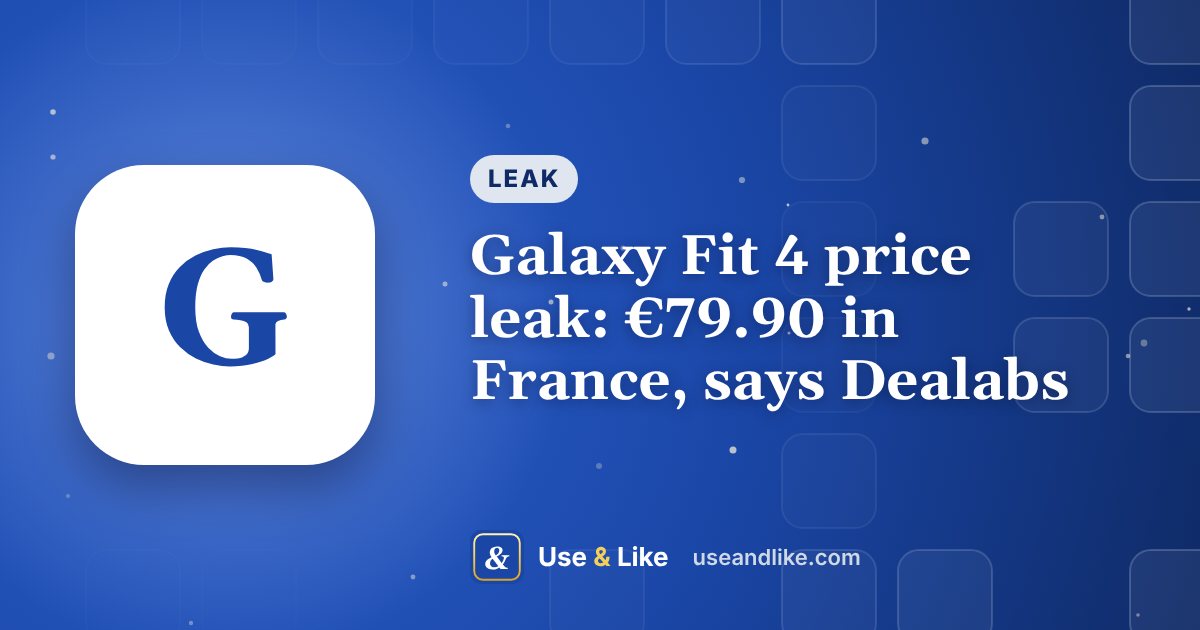 G
LEAK
Galaxy Fit 4 price
leak: €79.90 in
France, says Dealabs
& Use & Like useandlike.com